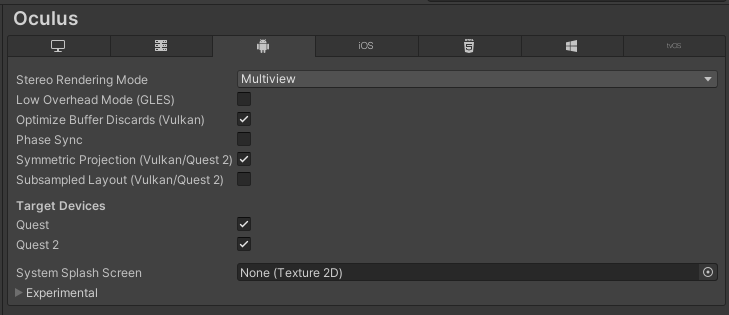 Oculus
iOS
tvOS
Stereo Rendering Mode Multiview
Low Overhead Mode (GLES)
Optimize Buffer Discards (Vulkan)
Phase Sync
Symmetric Projection (Vulkan/Quest 2)
Subsampled Layout (Vulkan/Quest 2)
Target Devices
Quest
Quest 2
System Splash Screen None (Texture 2D)
Experimental